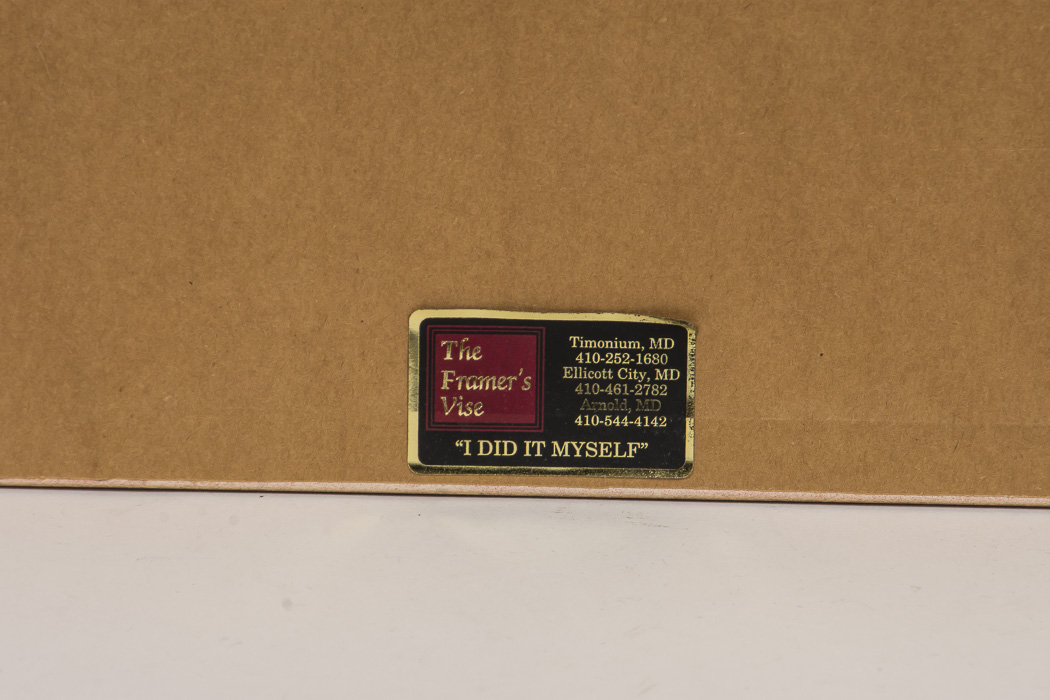 The
Framer's
Vise
Timonium, MD
410-252-1680
Ellicott City, MD
410-461-2782
Arnold, MD
410-544-4142
"I DID IT MYSELF"